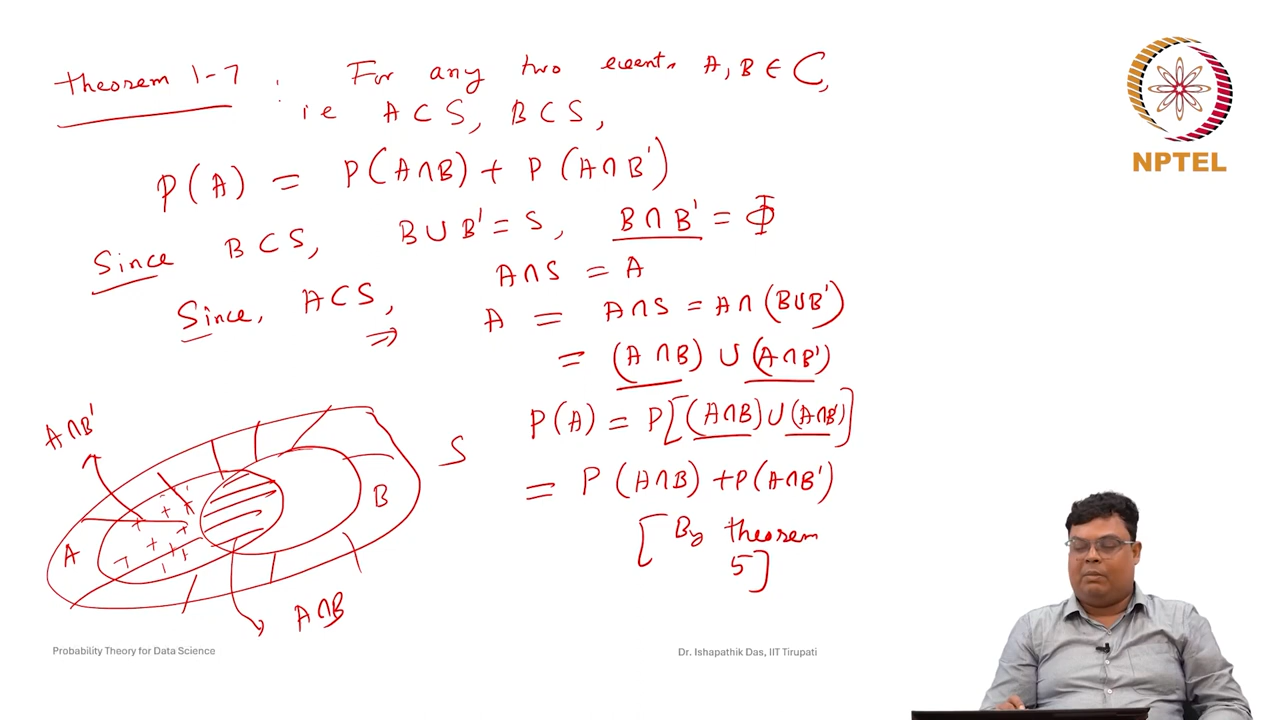 Theorem 1-7 : For any two events A, B ∈ C,
ie A ⊂ S, B ⊂ S,
P(A) = P(A∩B) + P(A∩B')
Since B ⊂ S, B ∪ B' = S, B ∩ B' = Φ
A∩S = A
Since, A ⊂ S,
⇒ A = A∩S = A∩(B∪B')
= (A∩B) ∪ (A∩B')
P(A) = P[(A∩B) ∪ (A∩B')]
= P(A∩B) + P(A∩B')
[By theorem
5]
A∩B'
S
A
B
A∩B
NPTEL
Probability Theory for Data Science
Dr. Ishapathik Das, IIT Tirupati